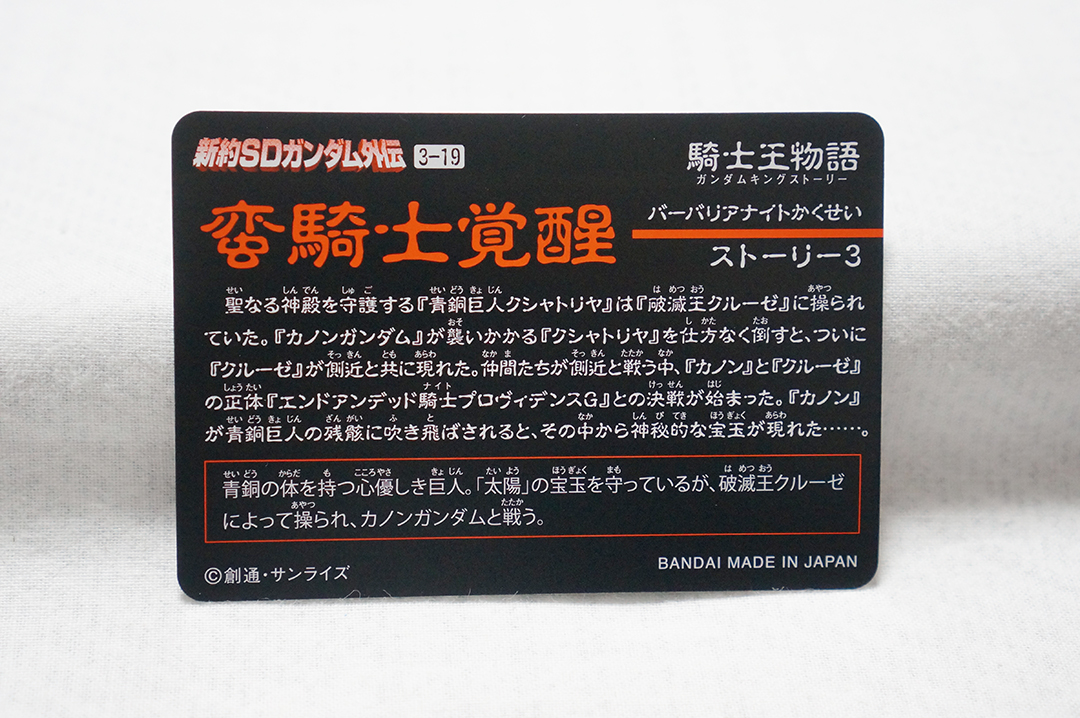 新約SDガンダム外伝 3-19
騎士王物語
ガンダムキングストーリー
蛮騎士覚醒
バーバリアナイトかくせい
ストーリー3
聖なる神殿を守護する『青銅巨人クシャトリヤ』は『破滅王クルーゼ』に操られ
ていた。『カノンガンダム』が襲いかかる『クシャトリヤ』を仕方なく倒すと、ついに
『クルーゼ』が側近と共に現れた。仲間たちが側近と戦う中、『カノン』と『クルーゼ』
の正体『エンドアンデッド騎士プロヴィデンスG』との決戦が始まった。『カノン』
が青銅巨人の残骸に吹き飛ばされると、その中から神秘的な宝玉が現れた……。
青銅の体を持つ心優しき巨人。「太陽」の宝玉を守っているが、破滅王クルーゼ
によって操られ、カノンガンダムと戦う。
©創通・サンライズ
BANDAI MADE IN JAPAN